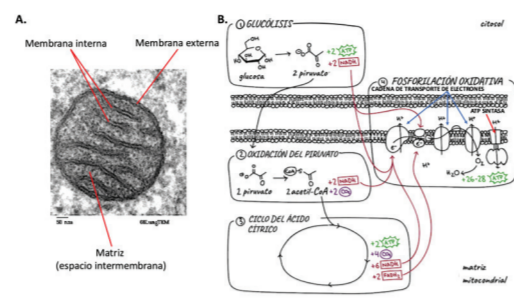 A.
Membrana interna
Membrana externa
Matriz
(espacio intermembrana)
B.
① GLUCÓLISIS
citosol
glucosa
2 piruvato
+2 ATP
+2 NADH
④ FOSFORILACIÓN OXIDATIVA
CADENA DE TRANSPORTE DE ELECTRONES
ATP SINTASA
H⁺
H⁺
H⁺
H⁺
H⁺
e⁻
O₂
H₂O
+26-28 ATP
② OXIDACIÓN DEL PIRUVATO
2 piruvato
CoA-S
2 acetil-CoA
+2 NADH
+2 CO₂
③ CICLO DEL ÁCIDO
CÍTRICO
+2 ATP
+4 CO₂
+6 NADH
+2 FADH₂
matriz
mitocondrial